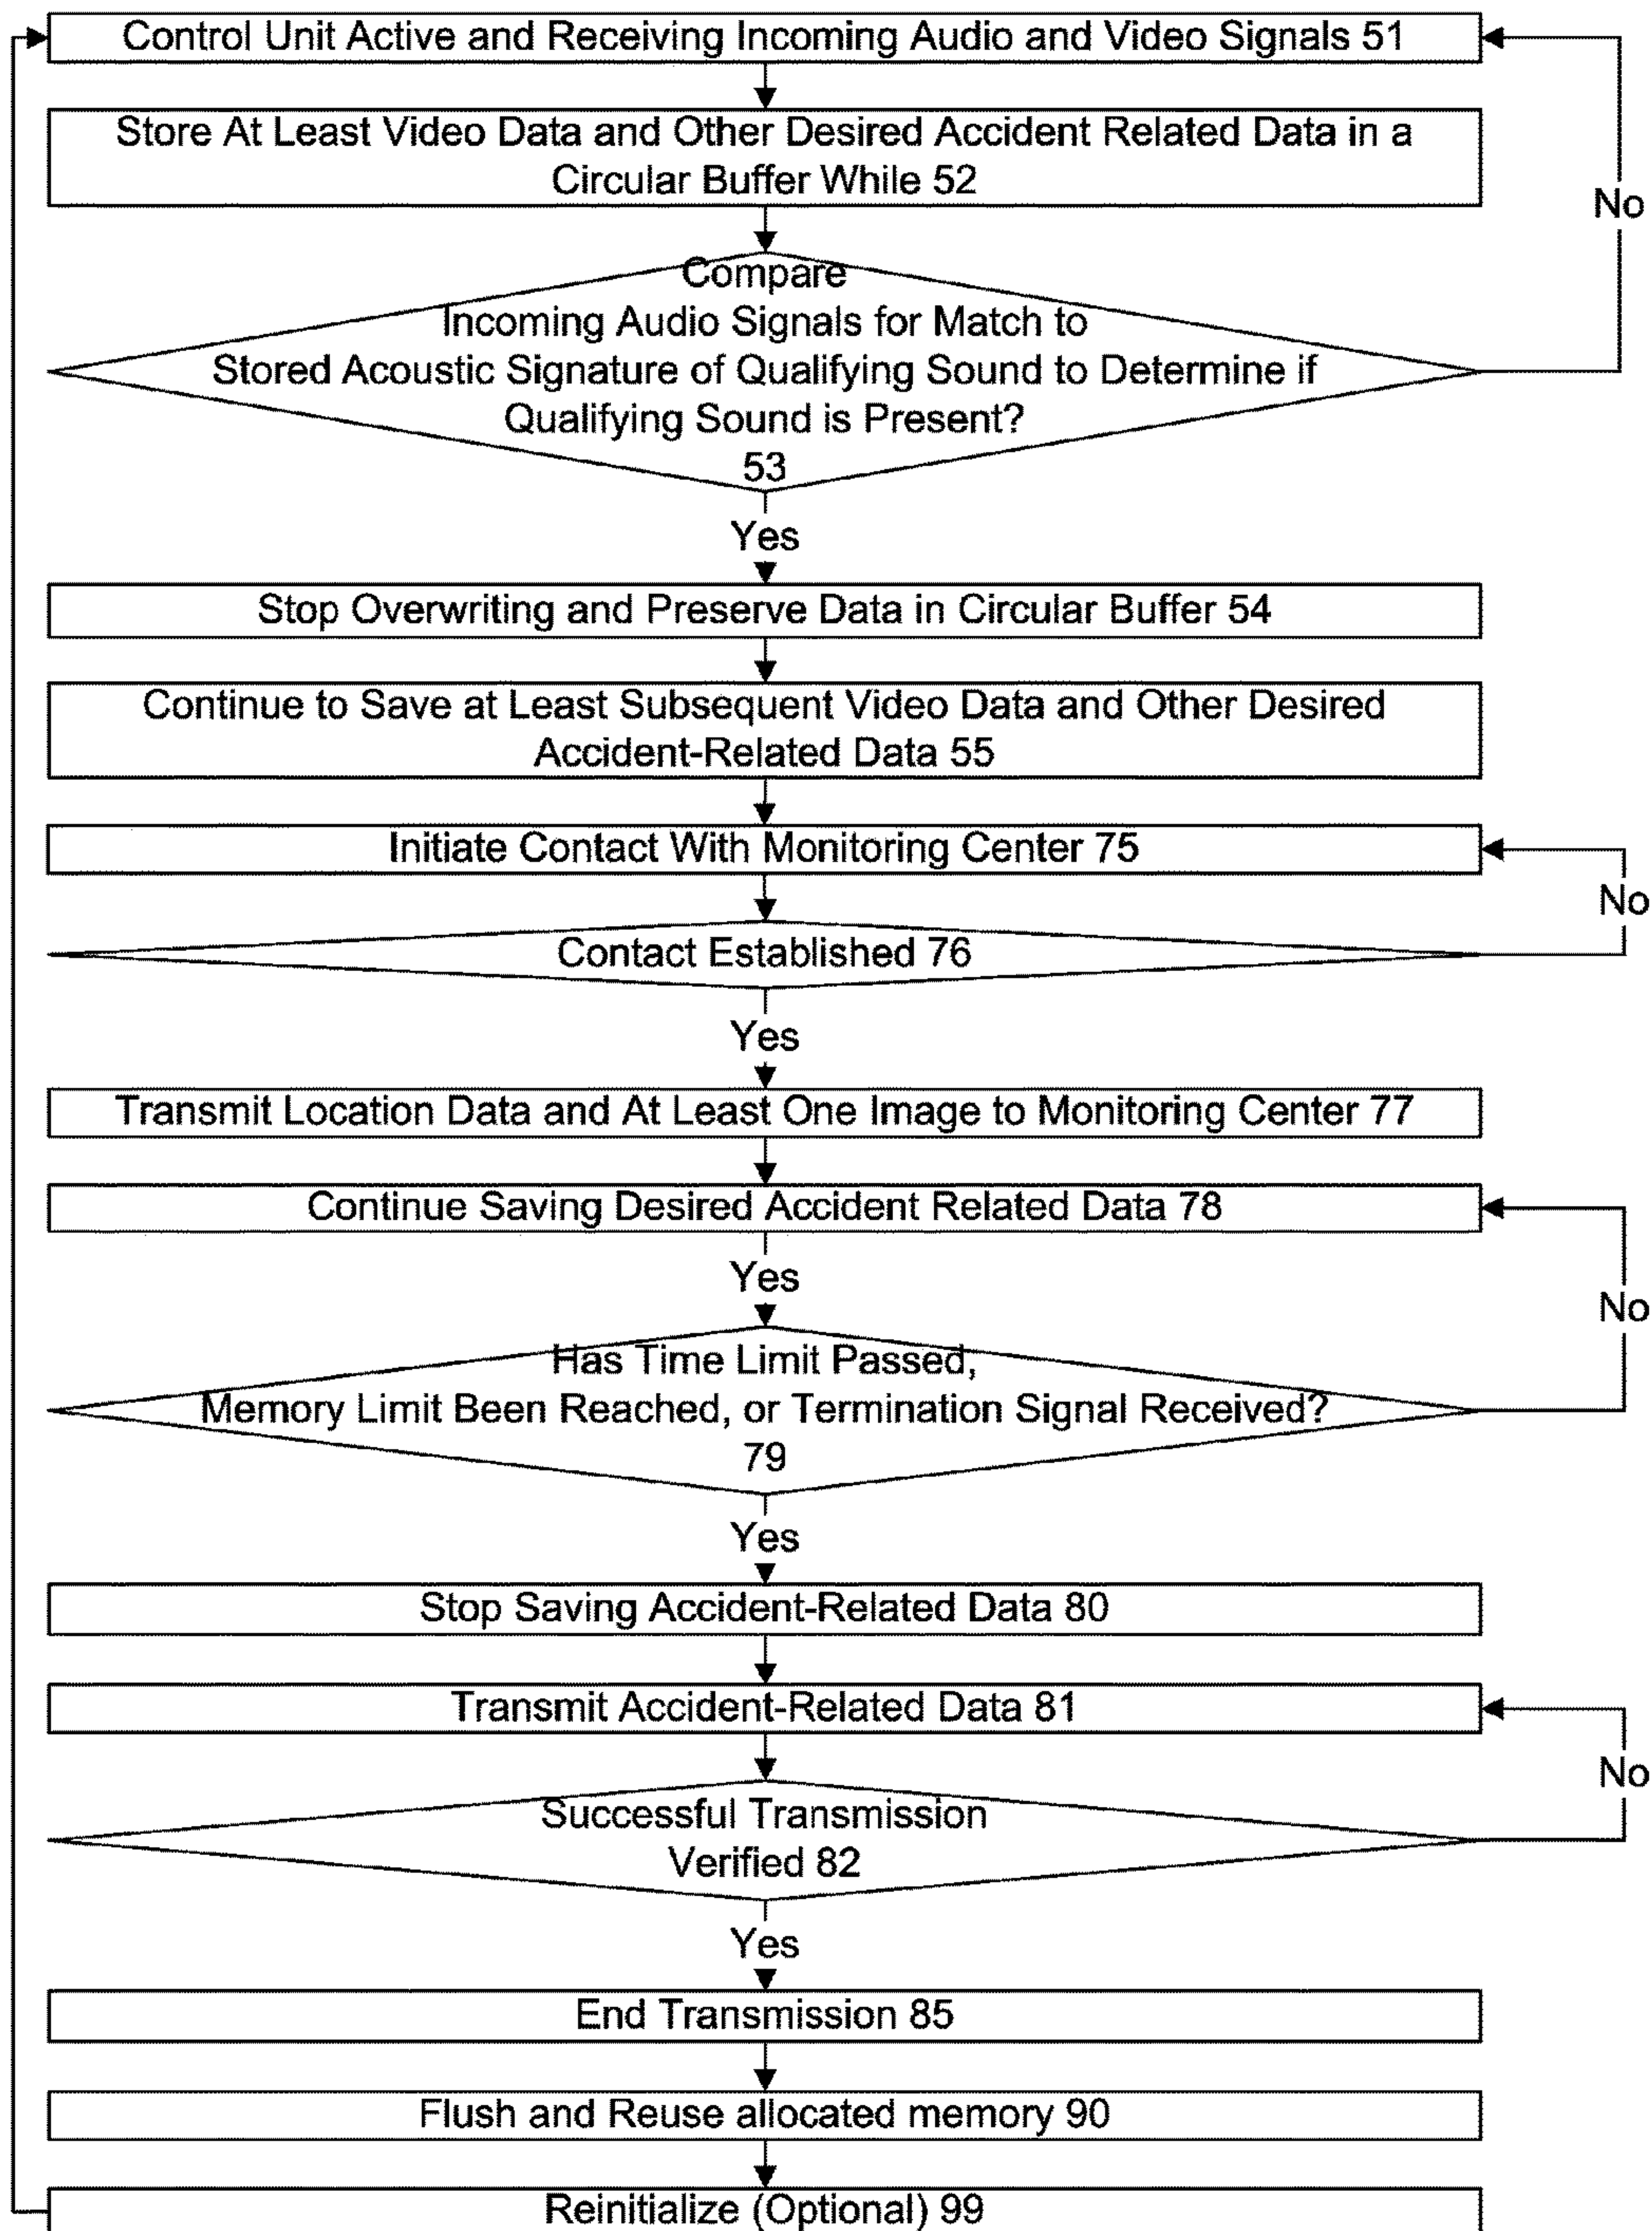 Control Unit Active and Receiving Incoming Audio and Video Signals 51
Store At Least Video Data and Other Desired Accident Related Data in a
Circular Buffer While 52
No
Compare
Incoming Audio Signals for Match to
Stored Acoustic Signature of Qualifying Sound to Determine if
Qualifying Sound is Present?
53
Yes
Stop Overwriting and Preserve Data in Circular Buffer 54
Continue to Save at Least Subsequent Video Data and Other Desired
Accident-Related Data 55
Initiate Contact With Monitoring Center 75
No
Contact Established 76
Yes
Transmit Location Data and At Least One Image to Monitoring Center 77
Continue Saving Desired Accident Related Data 78
Yes
No
Has Time Limit Passed,
Memory Limit Been Reached, or Termination Signal Received?
79
Yes
Stop Saving Accident-Related Data 80
Transmit Accident-Related Data 81
No
Successful Transmission
Verified 82
Yes
End Transmission 85
Flush and Reuse allocated memory 90
Reinitialize (Optional) 99